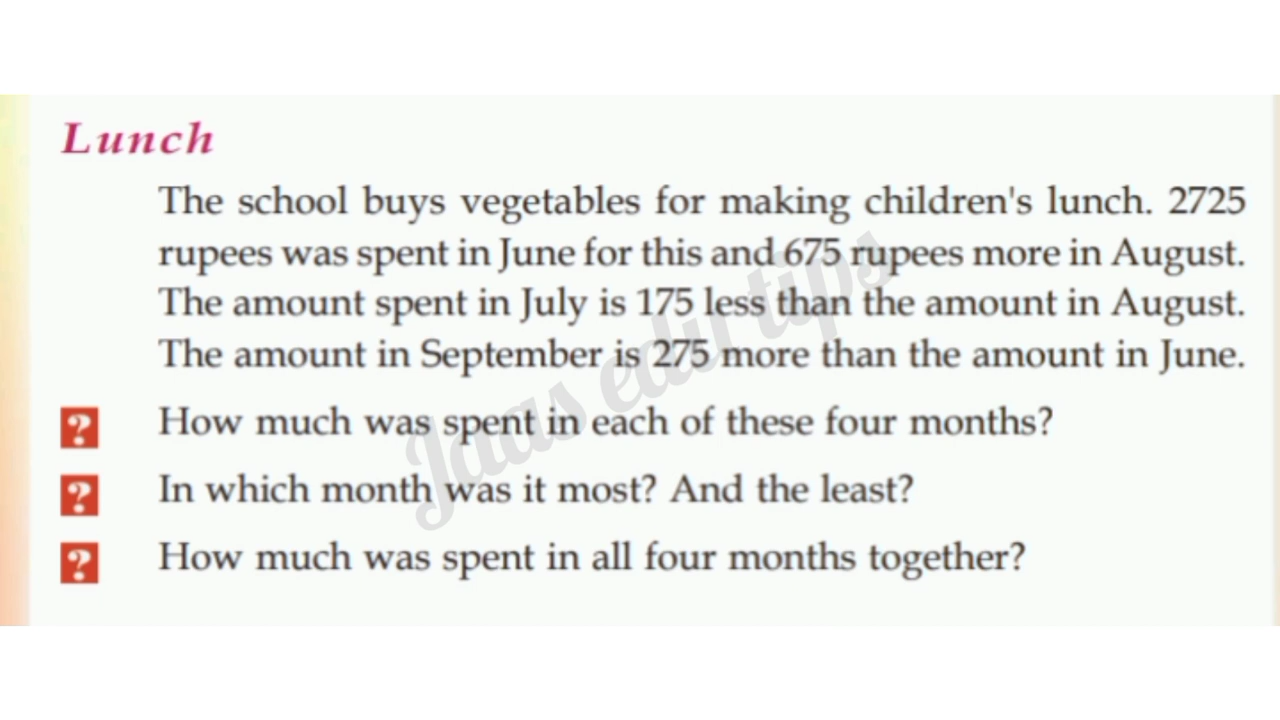 Lunch
The school buys vegetables for making children's lunch. 2725
rupees was spent in June for this and 675 rupees more in August.
The amount spent in July is 175 less than the amount in August.
The amount in September is 275 more than the amount in June.
? How much was spent in each of these four months?
? In which month was it most? And the least?
? How much was spent in all four months together?
Jaas edu tips